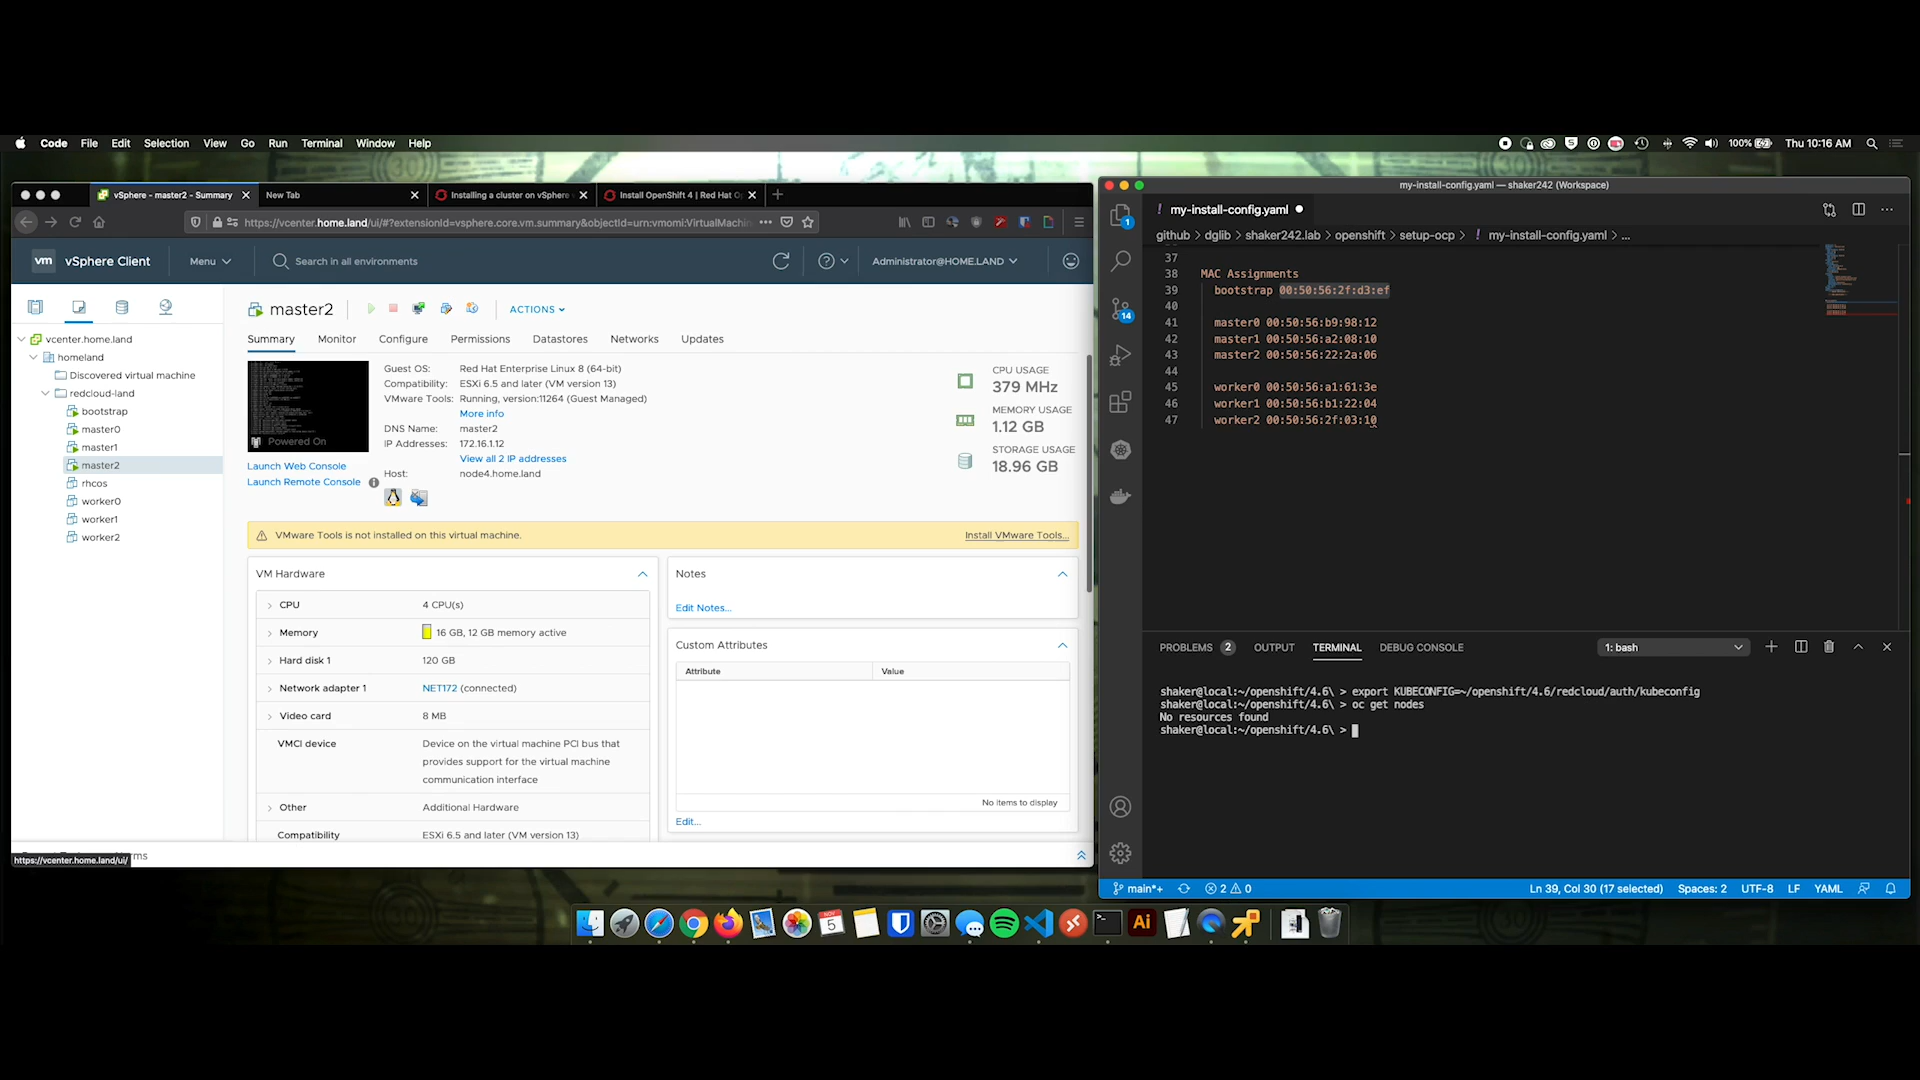 Code File Edit Selection View Go Run Terminal Window Help
100% Thu 10:16 AM
vSphere - master2 - Summary
New Tab
Installing a cluster on vSphere
Install OpenShift 4 | Red Hat O
https://vcenter.home.land/ui/#?extensionId=vsphere.core.vm.summary&objectId=urn:vmomi:VirtualMachin
vm vSphere Client Menu Search in all environments Administrator@HOME.LAND
vcenter.home.land
homeland
Discovered virtual machine
redcloud-land
bootstrap
master0
master1
master2
rhcos
worker0
worker1
worker2
master2 ACTIONS
Summary Monitor Configure Permissions Datastores Networks Updates
Powered On
Launch Web Console
Launch Remote Console
Guest OS: Red Hat Enterprise Linux 8 (64-bit)
Compatibility: ESXi 6.5 and later (VM version 13)
VMware Tools: Running, version:11264 (Guest Managed)
More info
DNS Name: master2
IP Addresses: 172.16.1.12
View all 2 IP addresses
Host: node4.home.land
CPU USAGE
379 MHz
MEMORY USAGE
1.12 GB
STORAGE USAGE
18.96 GB
VMware Tools is not installed on this virtual machine. Install VMware Tools...
VM Hardware
CPU 4 CPU(s)
Memory 16 GB, 12 GB memory active
Hard disk 1 120 GB
Network adapter 1 NET172 (connected)
Video card 8 MB
VMCI device Device on the virtual machine PCI bus that
provides support for the virtual machine
communication interface
Other Additional Hardware
Compatibility ESXi 6.5 and later (VM version 13)
Notes
Edit Notes...
Custom Attributes
Attribute Value
No items to display
Edit...
https://vcenter.home.land/ui/
my-install-config.yaml — shaker242 (Workspace)
! my-install-config.yaml
github > dglib > shaker242.lab > openshift > setup-ocp > ! my-install-config.yaml > ...
1
14
37
38 MAC Assignments
39 bootstrap 00:50:56:2f:d3:ef
40
41 master0 00:50:56:b9:98:12
42 master1 00:50:56:a2:08:10
43 master2 00:50:56:22:2a:06
44
45 worker0 00:50:56:a1:61:3e
46 worker1 00:50:56:b1:22:04
47 worker2 00:50:56:2f:03:10
PROBLEMS 2 OUTPUT TERMINAL DEBUG CONSOLE 1: bash
shaker@local:~/openshift/4.6\ > export KUBECONFIG=~/openshift/4.6/redcloud/auth/kubeconfig
shaker@local:~/openshift/4.6\ > oc get nodes
No resources found
shaker@local:~/openshift/4.6\ >
main*+ 2 0 Ln 39, Col 30 (17 selected) Spaces: 2 UTF-8 LF YAML
NOV
5
Ai